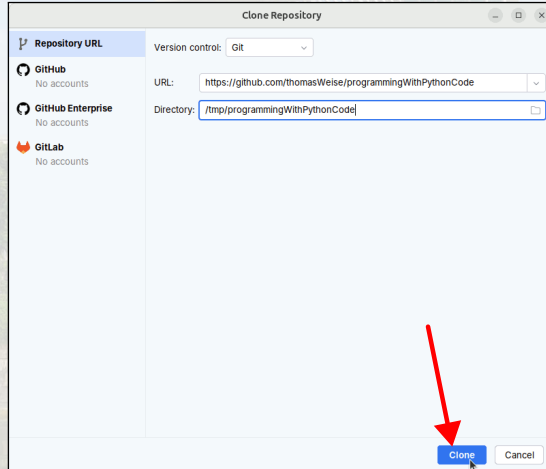 Clone Repository
Repository URL
GitHub
No accounts
GitHub Enterprise
No accounts
GitLab
No accounts
Version control: Git
URL: https://github.com/thomasWeise/programmingWithPythonCode
Directory: /tmp/programmingWithPythonCode
Clone
Cancel